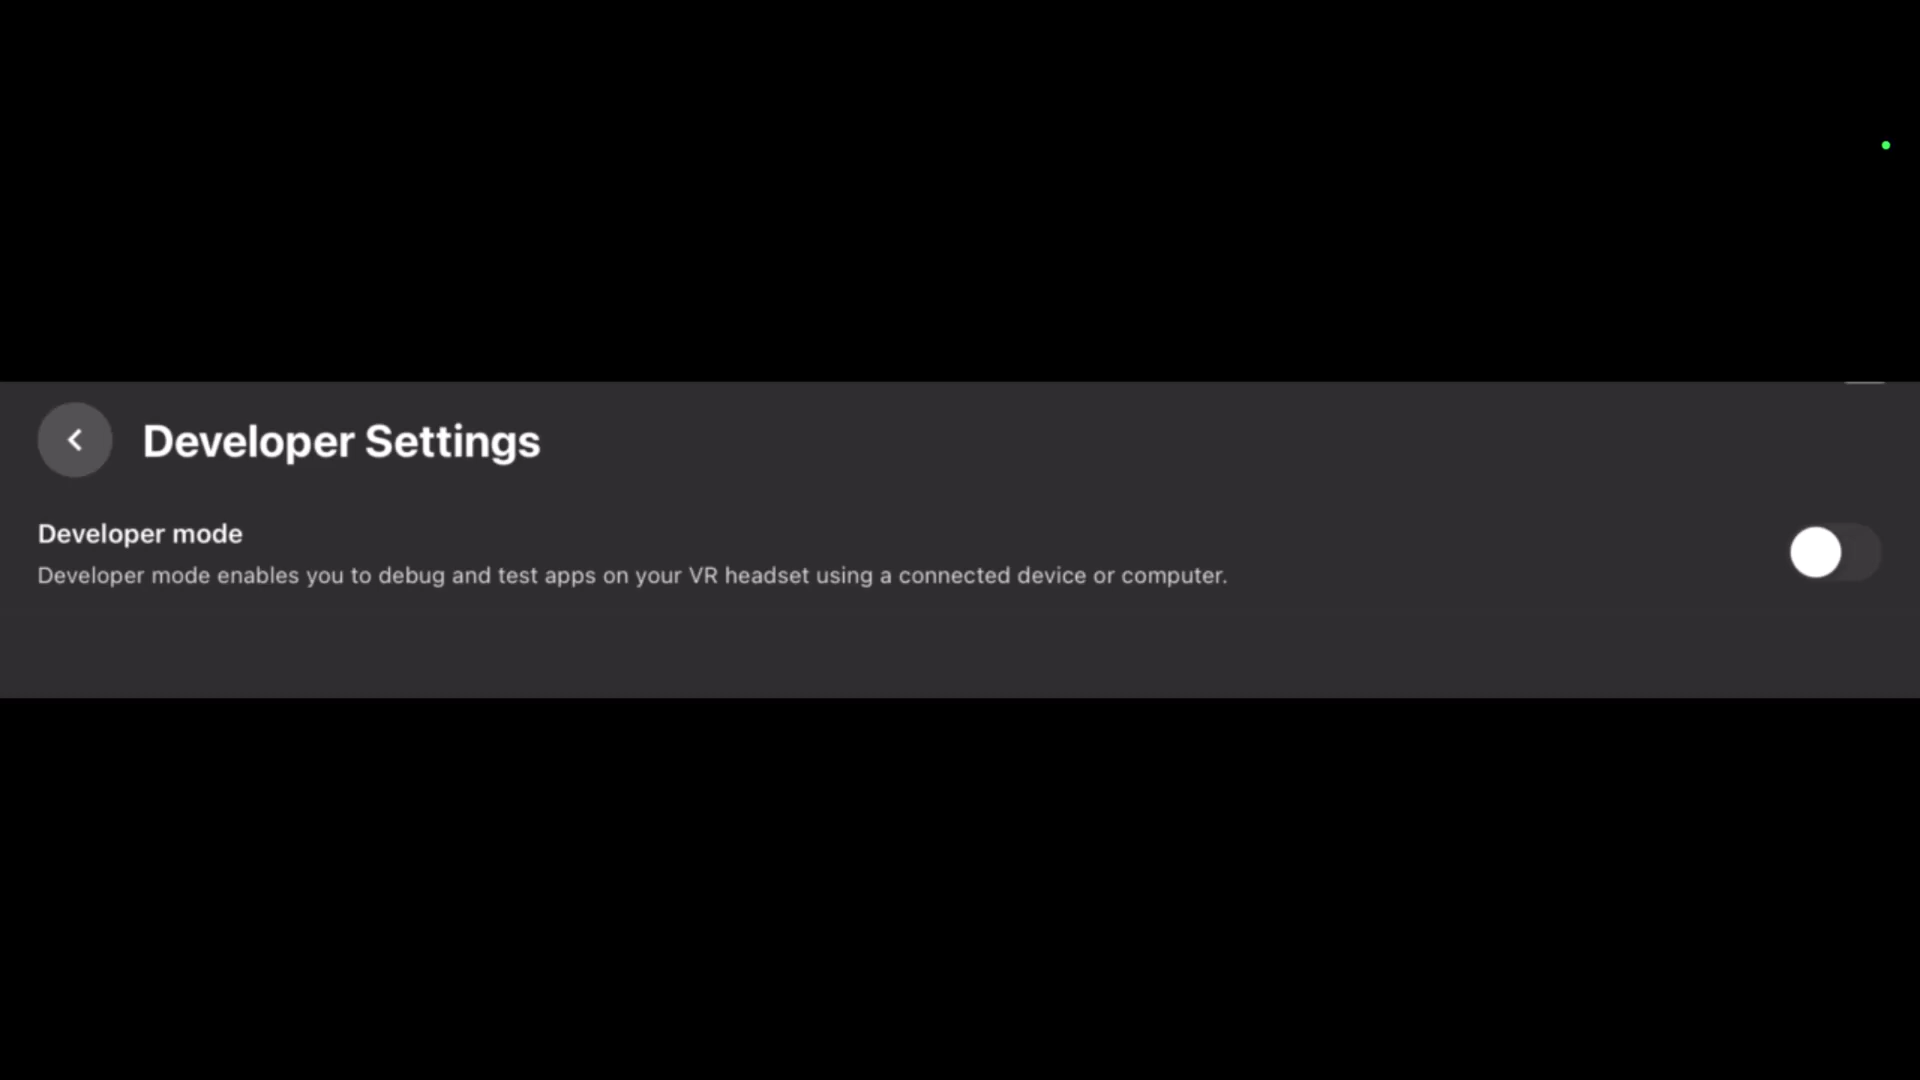 Developer Settings
Developer mode
Developer mode enables you to debug and test apps on your VR headset using a connected device or computer.